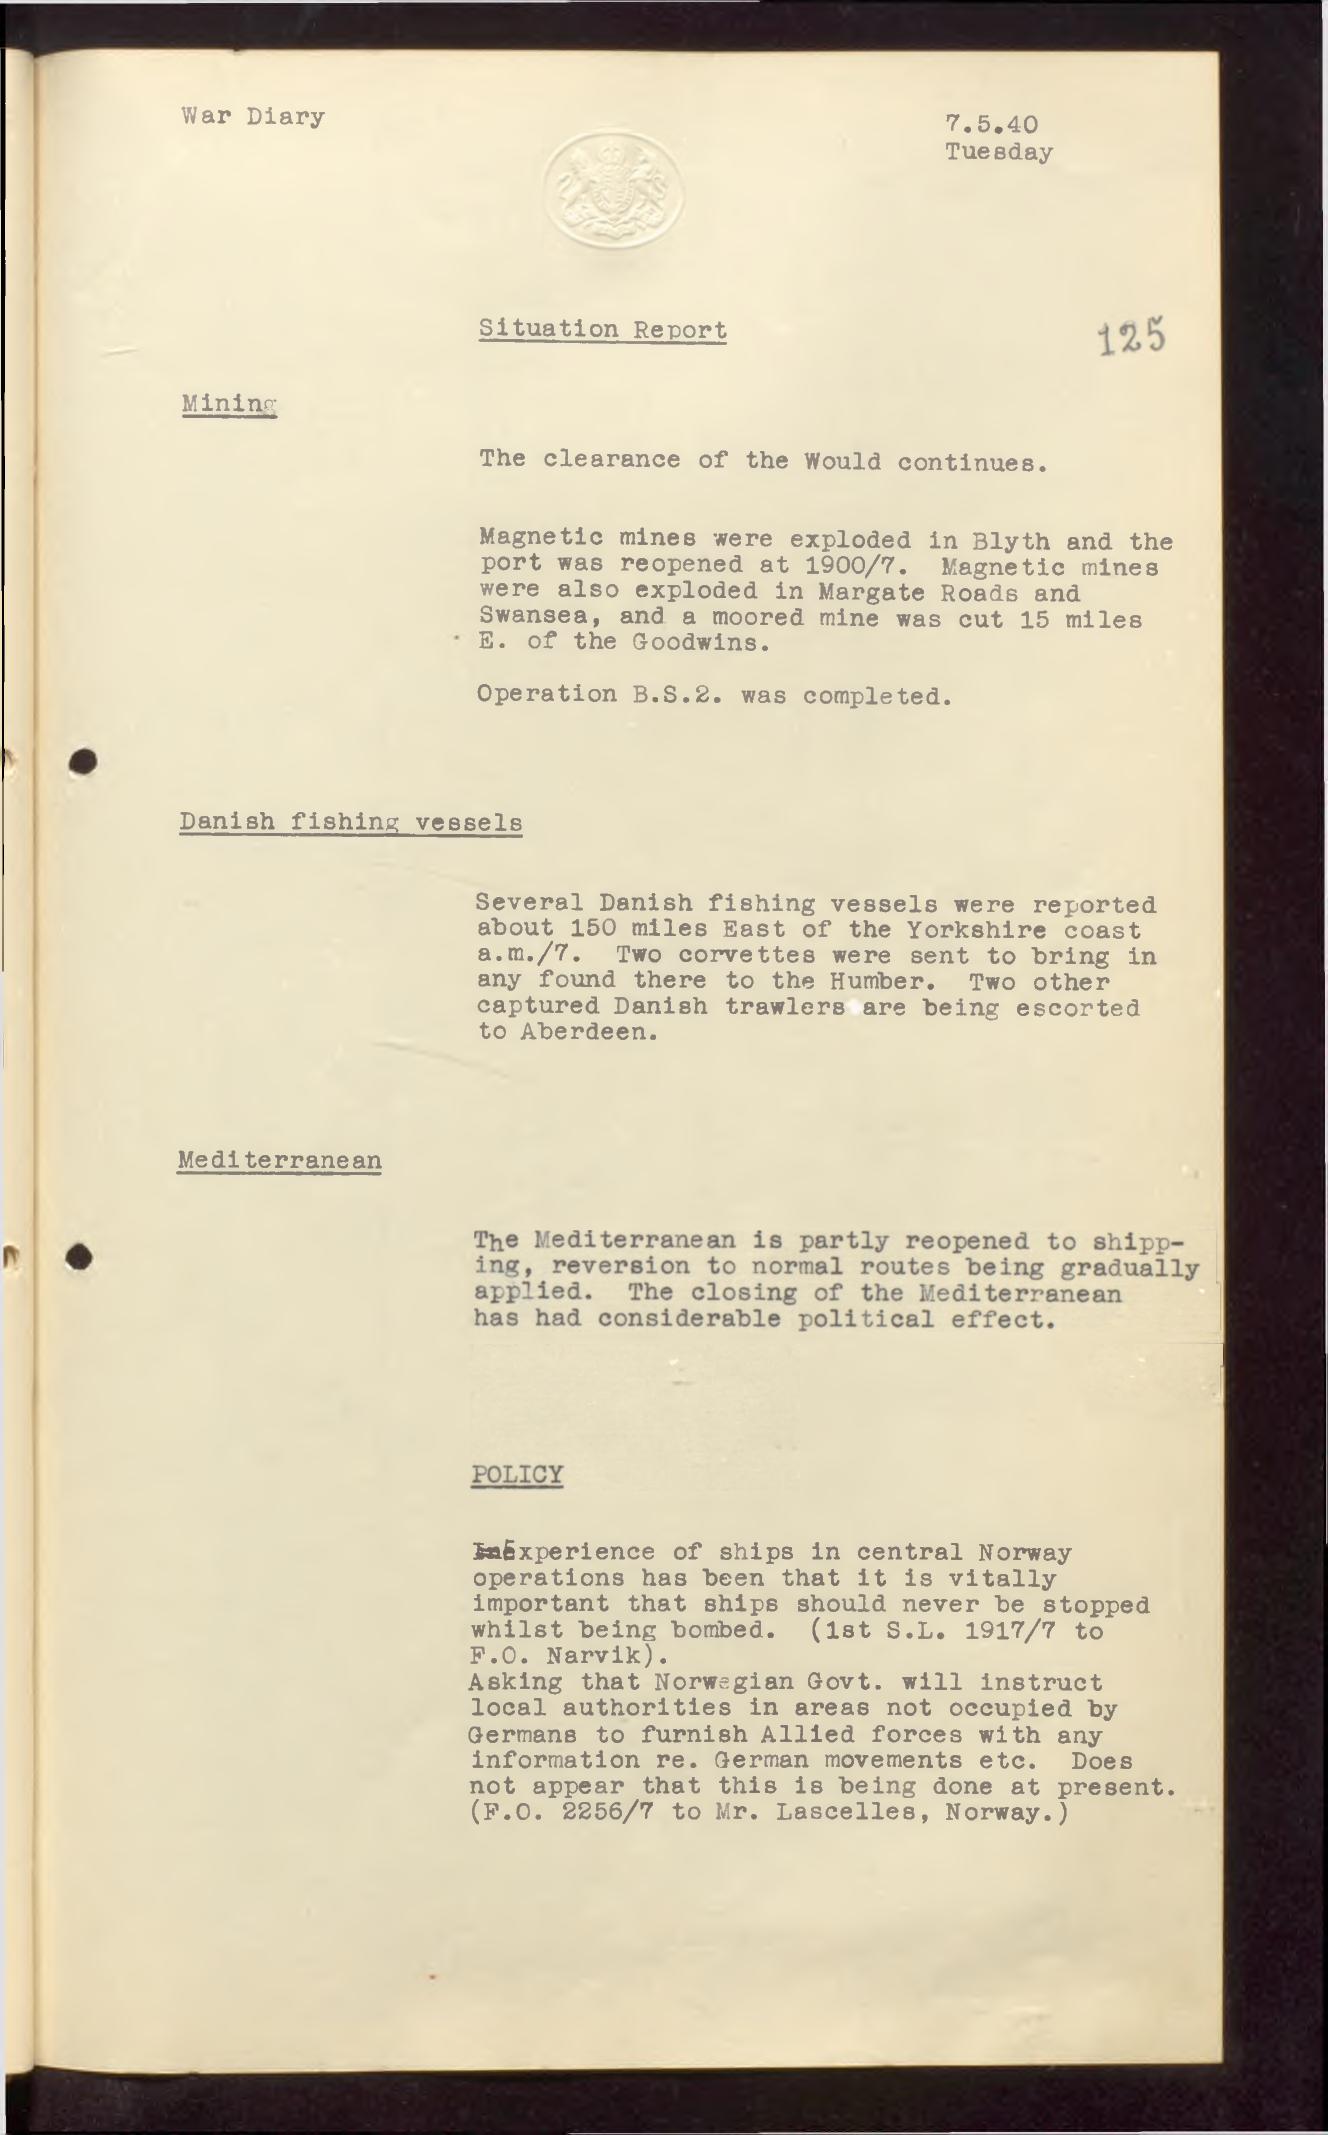 War Diary
7.5.40
Tuesday
Situation Report
125
Mining
The clearance of the Would continues.
Magnetic mines were exploded in Blyth and the
port was reopened at 1900/7. Magnetic mines
were also exploded in Margate Roads and
Swansea, and a moored mine was cut 15 miles
E. of the Goodwins.
Operation B.S.2. was completed.
Danish fishing vessels
Several Danish fishing vessels were reported
about 150 miles East of the Yorkshire coast
a.m./7. Two corvettes were sent to bring in
any found there to the Humber. Two other
captured Danish trawlers are being escorted
to Aberdeen.
Mediterranean
The Mediterranean is partly reopened to shipp-
ing, reversion to normal routes being gradually
applied. The closing of the Mediterranean
has had considerable political effect.
POLICY
Experience of ships in central Norway
operations has been that it is vitally
important that ships should never be stopped
whilst being bombed. (1st S.L. 1917/7 to
F.O. Narvik).
Asking that Norwegian Govt. will instruct
local authorities in areas not occupied by
Germans to furnish Allied forces with any
information re. German movements etc. Does
not appear that this is being done at present.
(F.O. 2256/7 to Mr. Lascelles, Norway.)